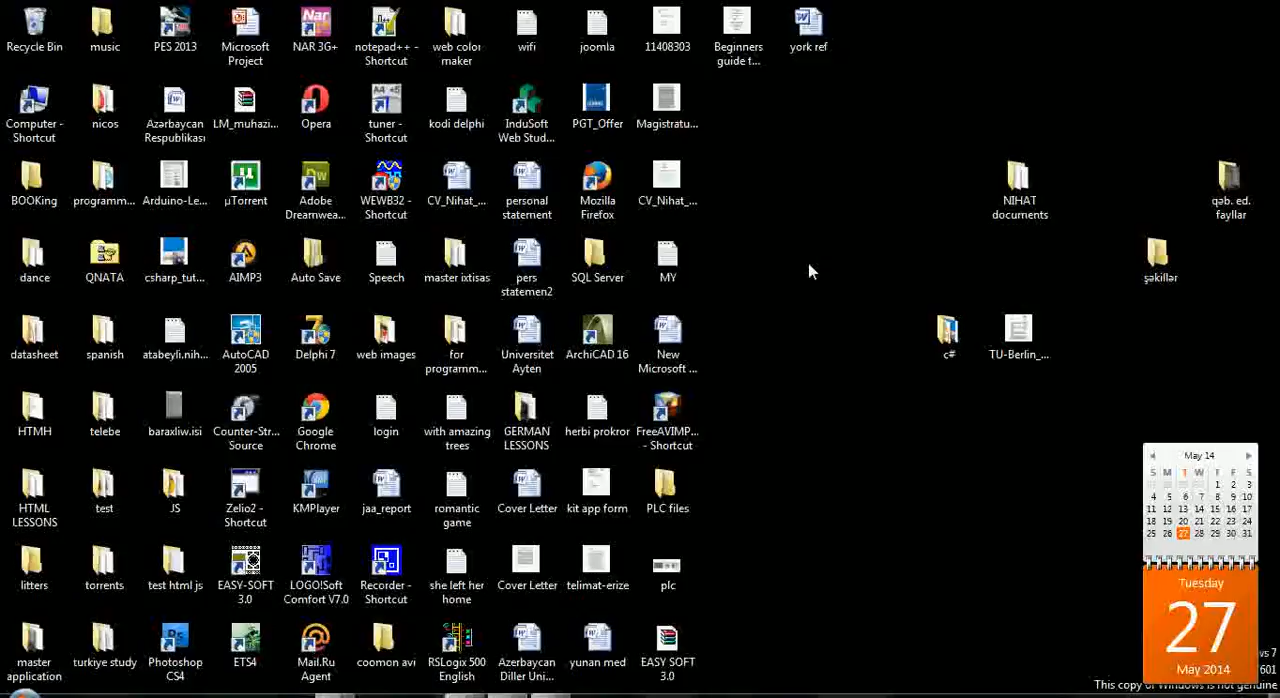 Recycle Bin
music
PES 2013
Microsoft
Project
NAR 3G+
notepad++ -
Shortcut
web color
maker
wifi
joomla
11408303
Beginners
guide t...
york ref
Computer -
Shortcut
nicos
Azərbaycan
Respublikası
LM_muhazi...
Opera
tuner -
Shortcut
kodi delphi
InduSoft
Web Stud...
PGT_Offer
Magistratu...
BOOKing
programm...
Arduino-Le...
µTorrent
Adobe
Dreamwea...
WEWB32 -
Shortcut
CV_Nihat_...
personal
statement
Mozilla
Firefox
CV_Nihat_...
NIHAT
documents
qəb. ed.
fayllar
dance
QNATA
csharp_tut...
AIMP3
Auto Save
Speech
master ixtisas
pers
statemen2
SQL Server
MY
şəkillər
datasheet
spanish
atabeyli.nih...
AutoCAD
2005
Delphi 7
web images
for
programm...
Universitet
Ayten
ArchiCAD 16
New
Microsoft ...
c#
TU-Berlin_...
HTMH
telebe
baraxliw.isi
Counter-Str...
Source
Google
Chrome
login
with amazing
trees
GERMAN
LESSONS
herbi prokror
FreeAVIMP...
- Shortcut
HTML
LESSONS
test
JS
Zelio2 -
Shortcut
KMPlayer
jaa_report
romantic
game
Cover Letter
kit app form
PLC files
litters
torrents
test html js
EASY-SOFT
3.0
LOGO!Soft
Comfort V7.0
Recorder -
Shortcut
she left her
home
Cover Letter
telimat-erize
plc
master
application
turkiye study
Photoshop
CS4
ETS4
Mail.Ru
Agent
coomon avi
RSLogix 500
English
Azerbaycan
Diller Uni...
yunan med
EASY SOFT
3.0
May 14
S M T W T F S
1 2 3
4 5 6 7 8 9 10
11 12 13 14 15 16 17
18 19 20 21 22 23 24
25 26 27 28 29 30 31
Tuesday
27
May 2014
601
This copy of Windows is not genuine